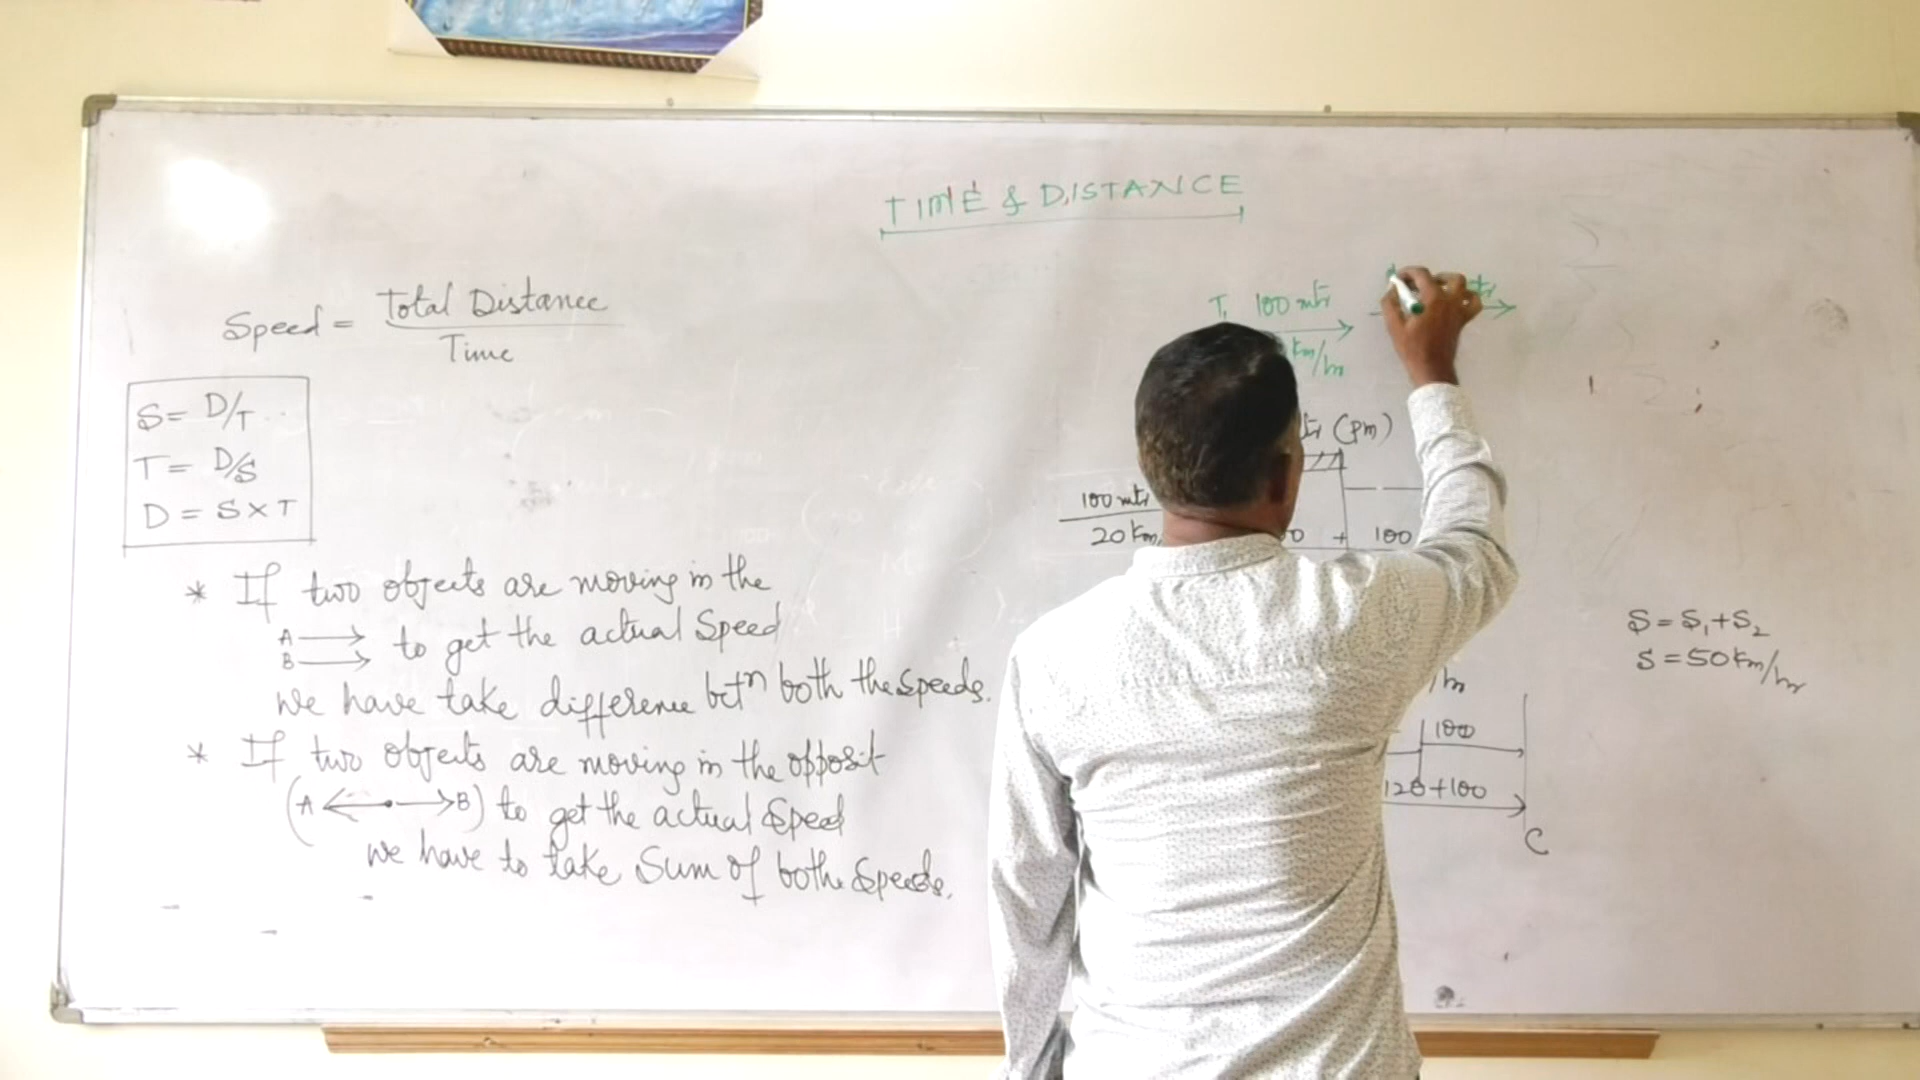 TIME & DISTANCE
Speed = Total Distance
Time
S = D/T
T = D/S
D = S X T
* If two objects are moving in the
A
B
to get the actual Speed
we have take difference betn both the speeds.
* If two objects are moving in the opposit
(A B) to get the actual Speed
we have to take Sum of both Speeds.
T1 100 mtr
Km/hr
(Pm)
100 mtr
20 Km
+ 100
S = S1 + S2
S = 50 Km/hr
/hr
100
120 + 100
C